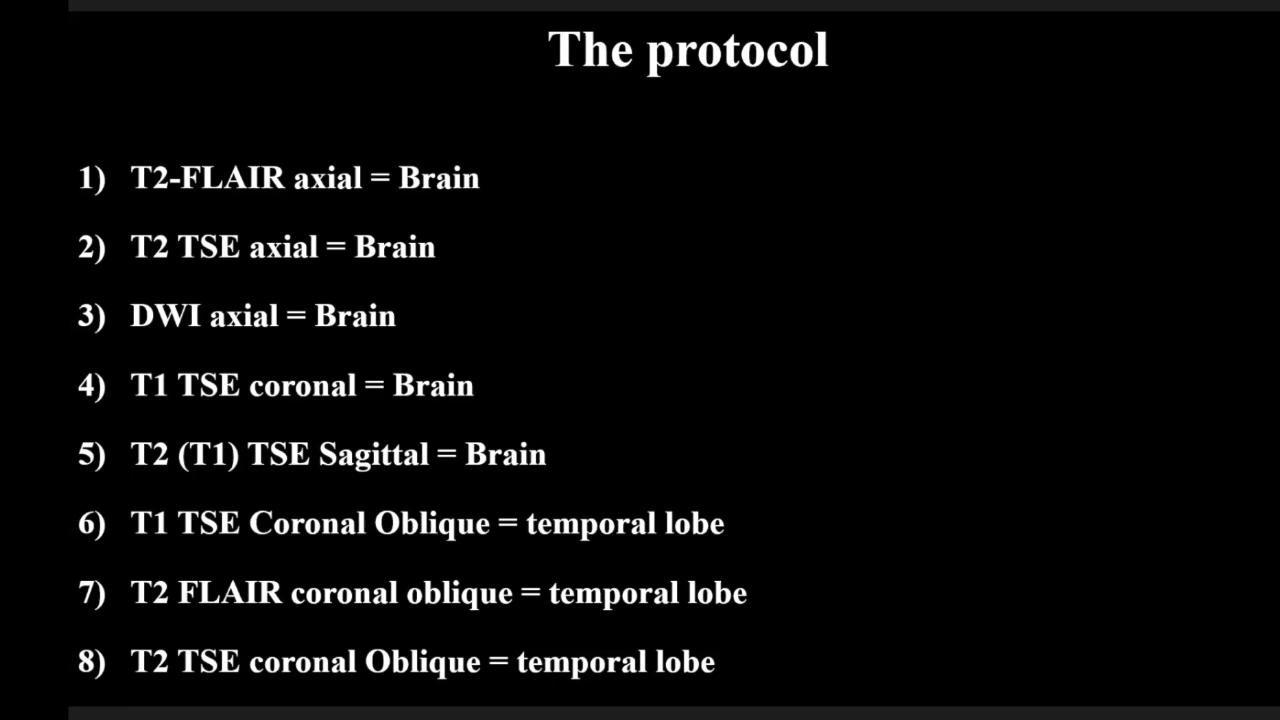 The protocol
1) T2-FLAIR axial = Brain
2) T2 TSE axial = Brain
3) DWI axial = Brain
4) T1 TSE coronal = Brain
5) T2 (T1) TSE Sagittal = Brain
6) T1 TSE Coronal Oblique = temporal lobe
7) T2 FLAIR coronal oblique = temporal lobe
8) T2 TSE coronal Oblique = temporal lobe